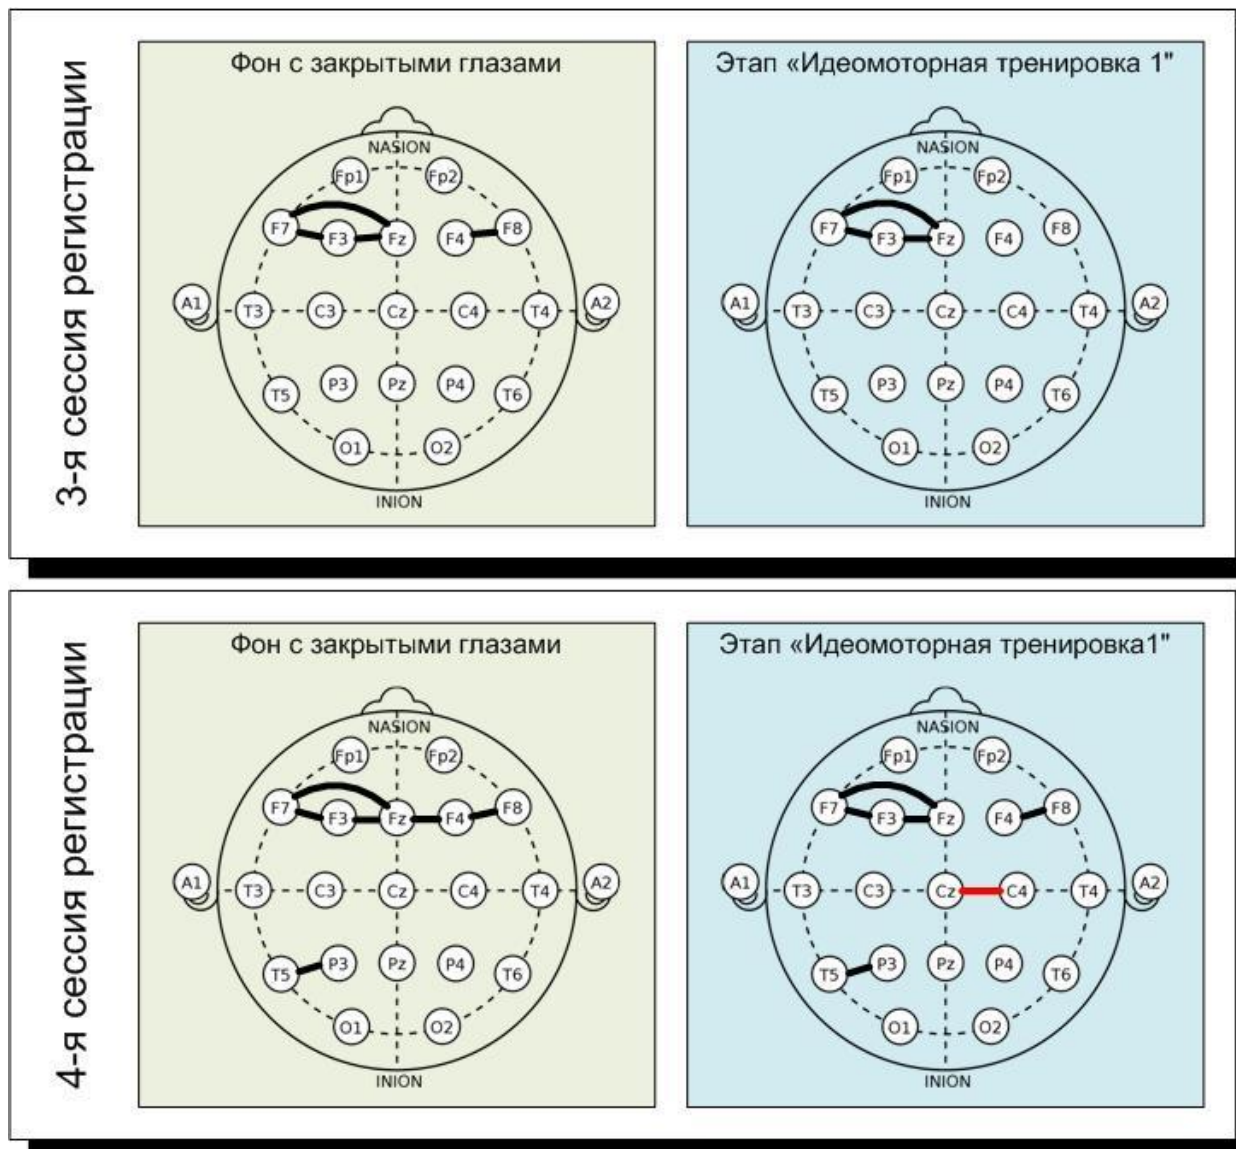 3-я сессия регистрации
Фон с закрытыми глазами
NASION
Fp1 Fp2
F7 F3 Fz F4 F8
A1 T3 C3 Cz C4 T4 A2
T5 P3 Pz P4 T6
O1 O2
INION
Этап «Идеомоторная тренировка 1"
NASION
Fp1 Fp2
F7 F3 Fz F4 F8
A1 T3 C3 Cz C4 T4 A2
T5 P3 Pz P4 T6
O1 O2
INION
4-я сессия регистрации
Фон с закрытыми глазами
NASION
Fp1 Fp2
F7 F3 Fz F4 F8
A1 T3 C3 Cz C4 T4 A2
T5 P3 Pz P4 T6
O1 O2
INION
Этап «Идеомоторная тренировка1"
NASION
Fp1 Fp2
F7 F3 Fz F4 F8
A1 T3 C3 Cz C4 T4 A2
T5 P3 Pz P4 T6
O1 O2
INION